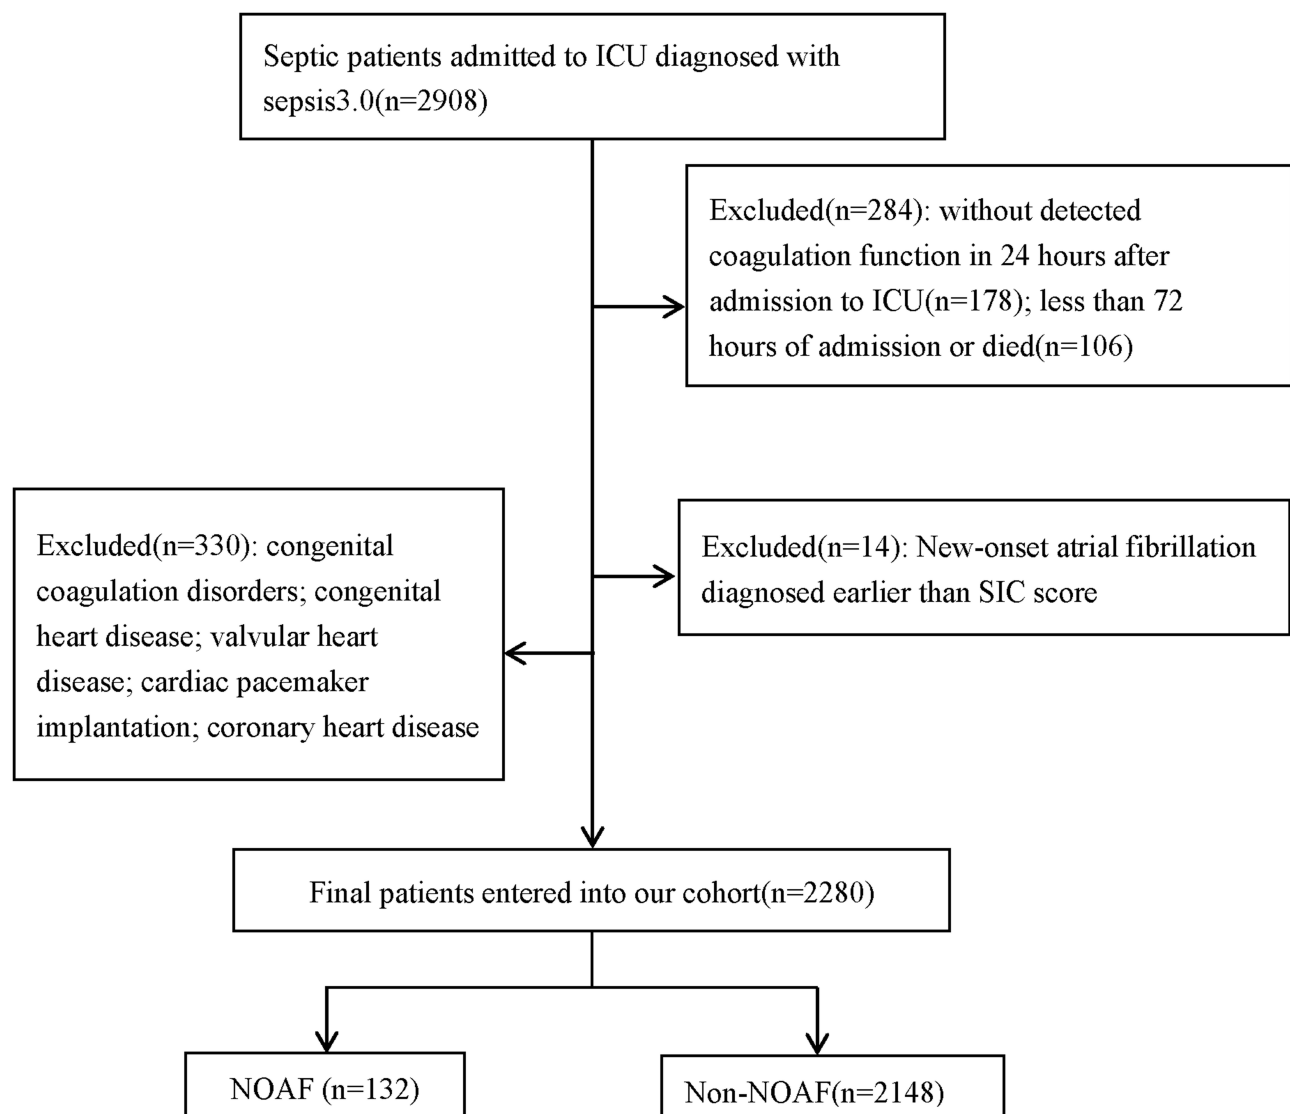 Septic patients admitted to ICU diagnosed with
sepsis3.0(n=2908)
Excluded(n=284): without detected
coagulation function in 24 hours after
admission to ICU(n=178); less than 72
hours of admission or died(n=106)
Excluded(n=330): congenital
coagulation disorders; congenital
heart disease; valvular heart
disease; cardiac pacemaker
implantation; coronary heart disease
Excluded(n=14): New-onset atrial fibrillation
diagnosed earlier than SIC score
Final patients entered into our cohort(n=2280)
NOAF (n=132)
Non-NOAF(n=2148)